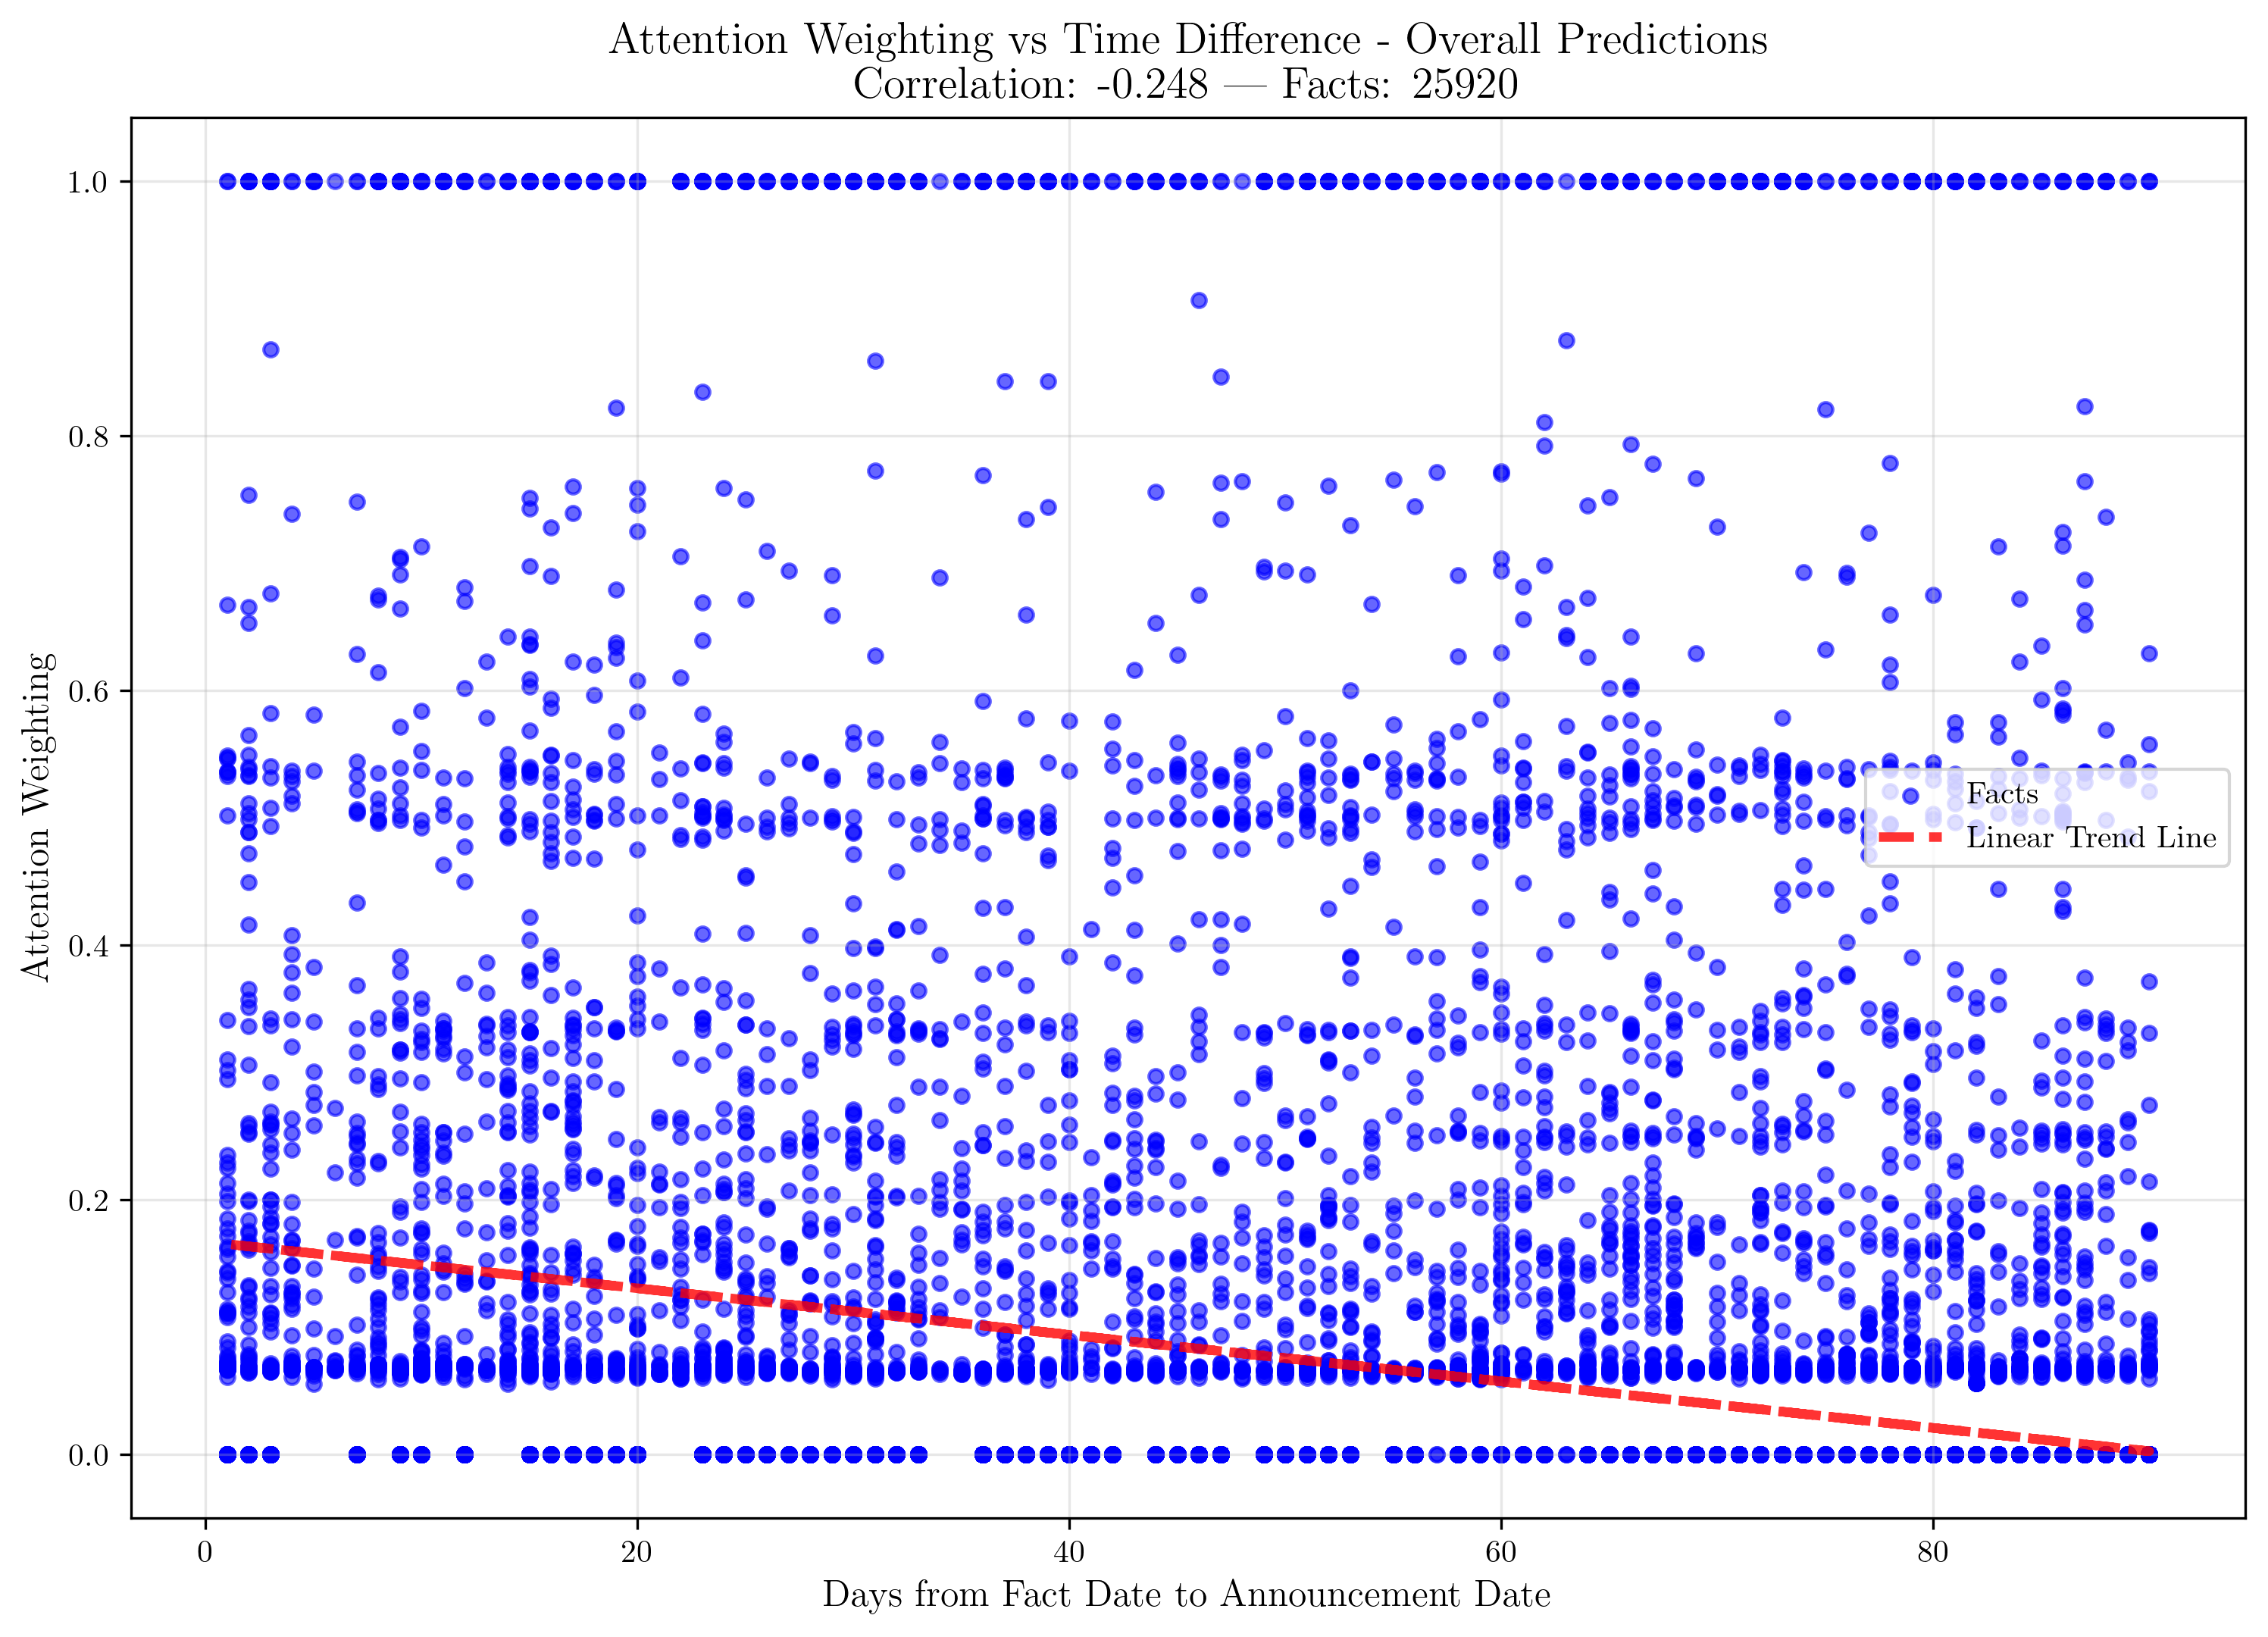 Attention Weighting vs Time Difference - Overall Predictions
Correlation: -0.248 — Facts: 25920
1.0
0.8
0.6
0.4
0.2
0.0
Attention Weighting
Facts
Linear Trend Line
0
20
40
60
80
Days from Fact Date to Announcement Date